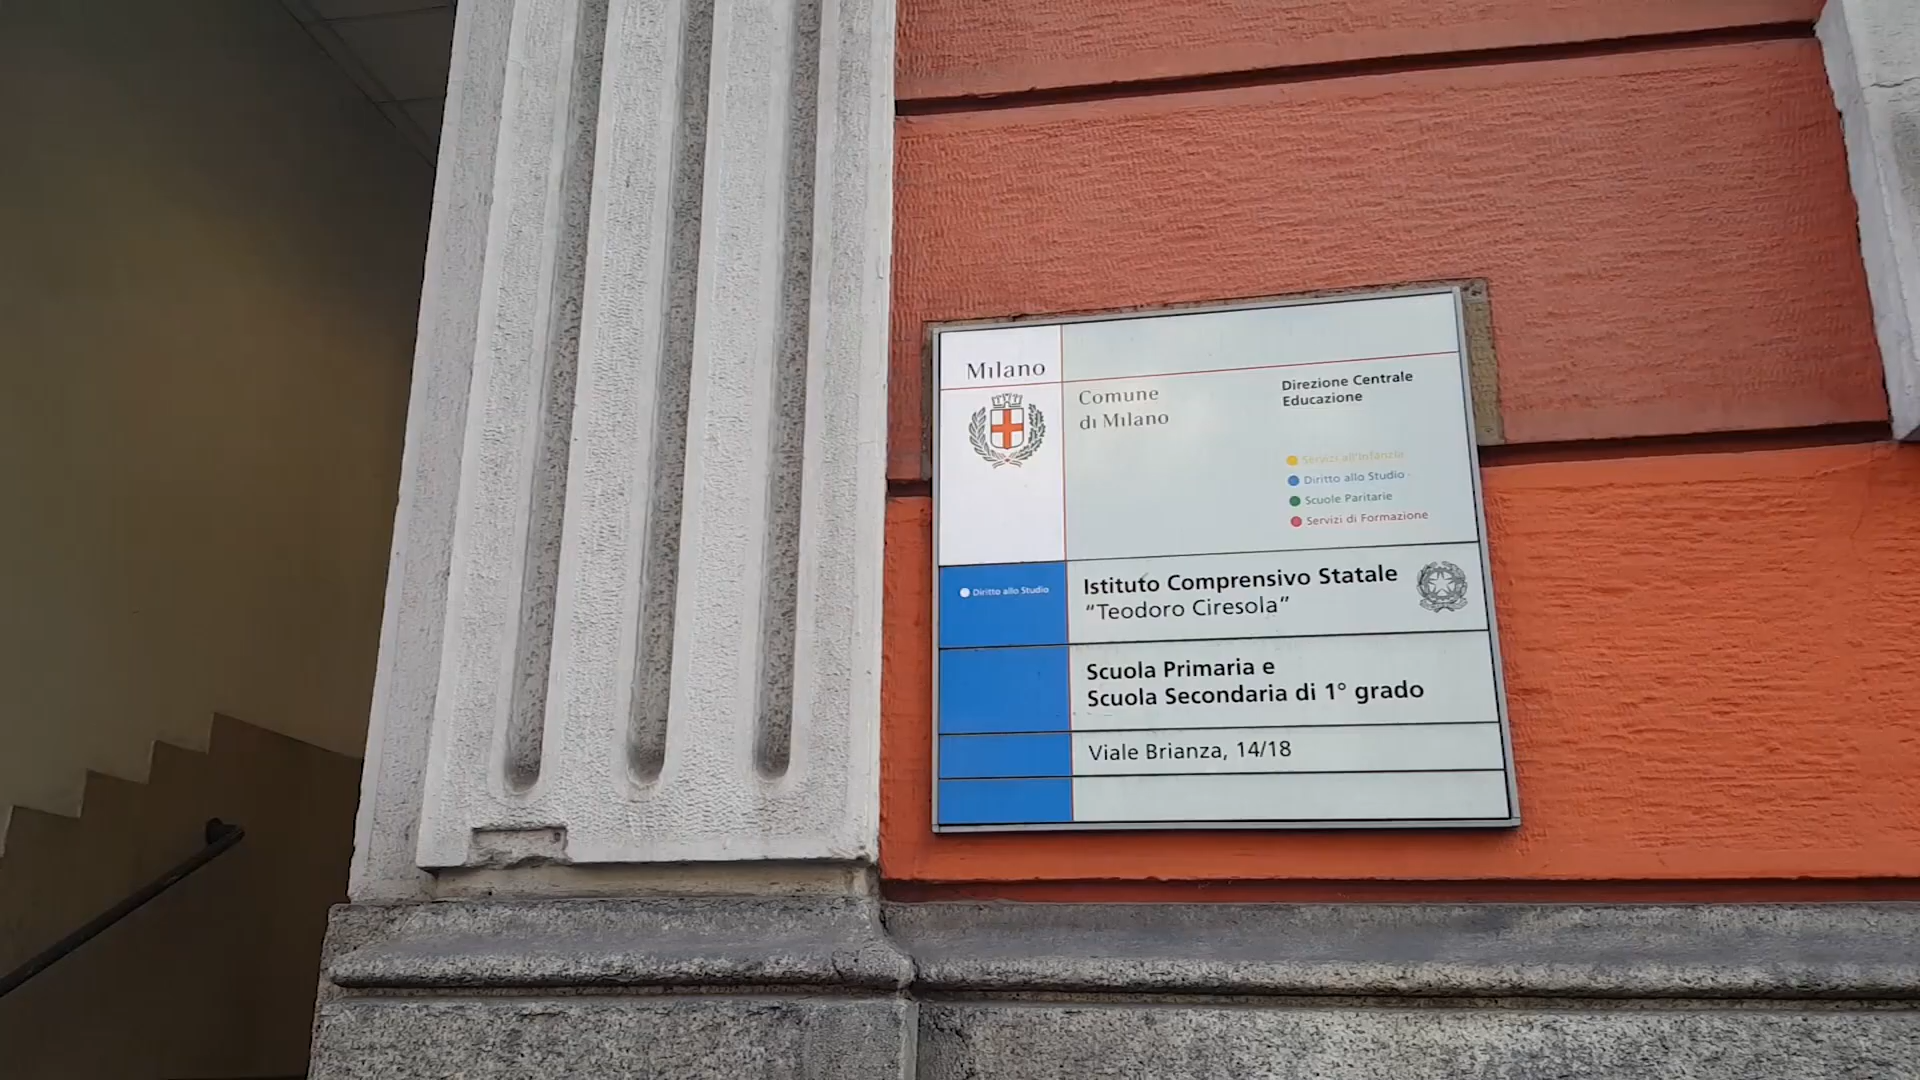 Milano
Comune
di Milano
Direzione Centrale
Educazione
Servizi all'Infanzia
Diritto allo Studio
Scuole Paritarie
Servizi di Formazione
Diritto allo Studio
Istituto Comprensivo Statale
“Teodoro Ciresola”
Scuola Primaria e
Scuola Secondaria di 1° grado
Viale Brianza, 14/18